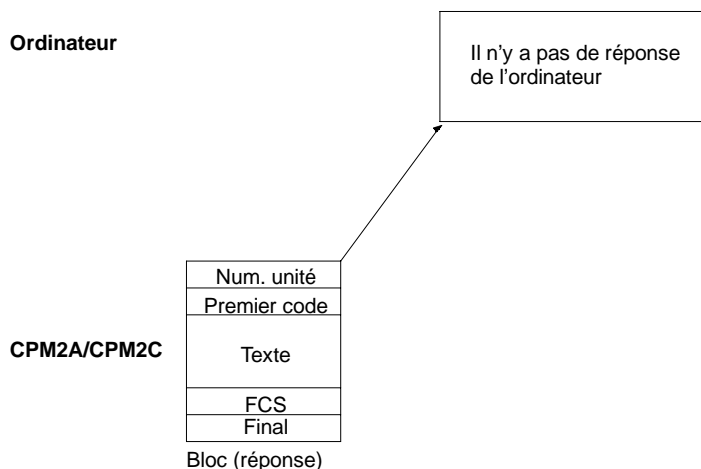 Ordinateur
Il n'y a pas de réponse
de l'ordinateur
Num. unité
Premier code
CPM2A/CPM2C
Texte
FCS
Final
Bloc (réponse)